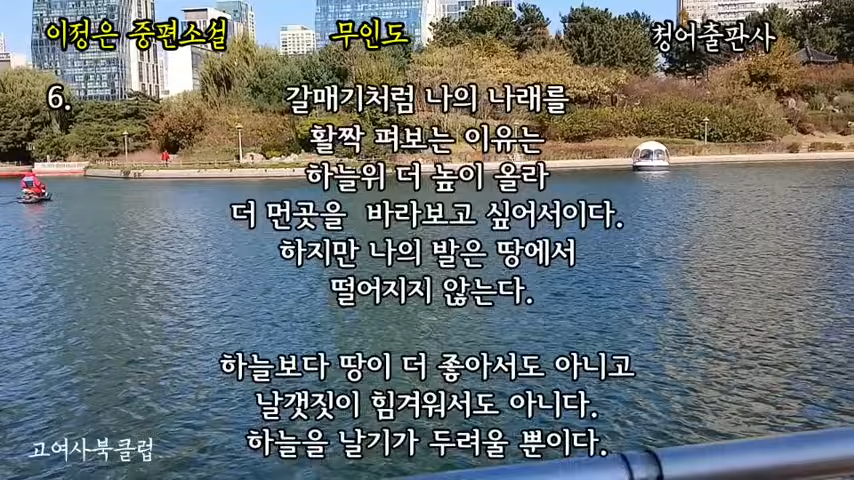 이정은 중편소설 무인도 청어출판사
6. 갈매기처럼 나의 나래를
활짝 펴보는 이유는
하늘위 더 높이 올라
더 먼곳을 바라보고 싶어서이다.
하지만 나의 발은 땅에서
떨어지지 않는다.
하늘보다 땅이 더 좋아서도 아니고
날갯짓이 힘겨워서도 아니다.
하늘을 날기가 두려울 뿐이다.
고여사북클럽